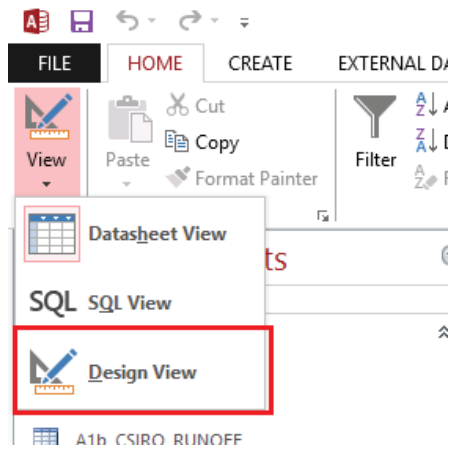 FILE HOME CREATE EXTERNAL DA
View
Paste
Cut
Copy
Format Painter
Filter
Datasheet View
ts
SQL SQL View
Design View
A1b_CSIRO_RUNOFF